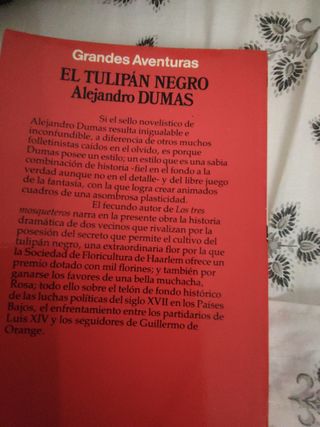 Grandes Aventuras
EL TULIPÁN NEGRO
Alejandro DUMAS
Si el sello novelístico de
Alejandro Dumas resulta inigualable e
inconfundible, a diferencia de otros muchos
folletinistas caídos en el olvido, es porque
Dumas posee un estilo; un estilo que es una sabia
combinación de historia -fiel en el fondo a la
verdad aunque no en el detalle- y del libre juego
de la fantasía, con la que logra crear animados
cuadros de una asombrosa plasticidad.
El fecundo autor de Los tres
mosqueteros narra en la presente obra la historia
dramática de dos vecinos que rivalizan por la
posesión del secreto que permite el cultivo del
tulipán negro, una extraordinaria flor por la que
la Sociedad de Floricultura de Haarlem ofrece un
premio dotado con mil florines; y también por
ganarse los favores de una bella muchacha,
Rosa; todo ello sobre el telón de fondo histórico
de las luchas políticas del siglo XVII en los Países
Bajos, el enfrentamiento entre los partidarios de
Luis XIV y los seguidores de Guillermo de
Orange.